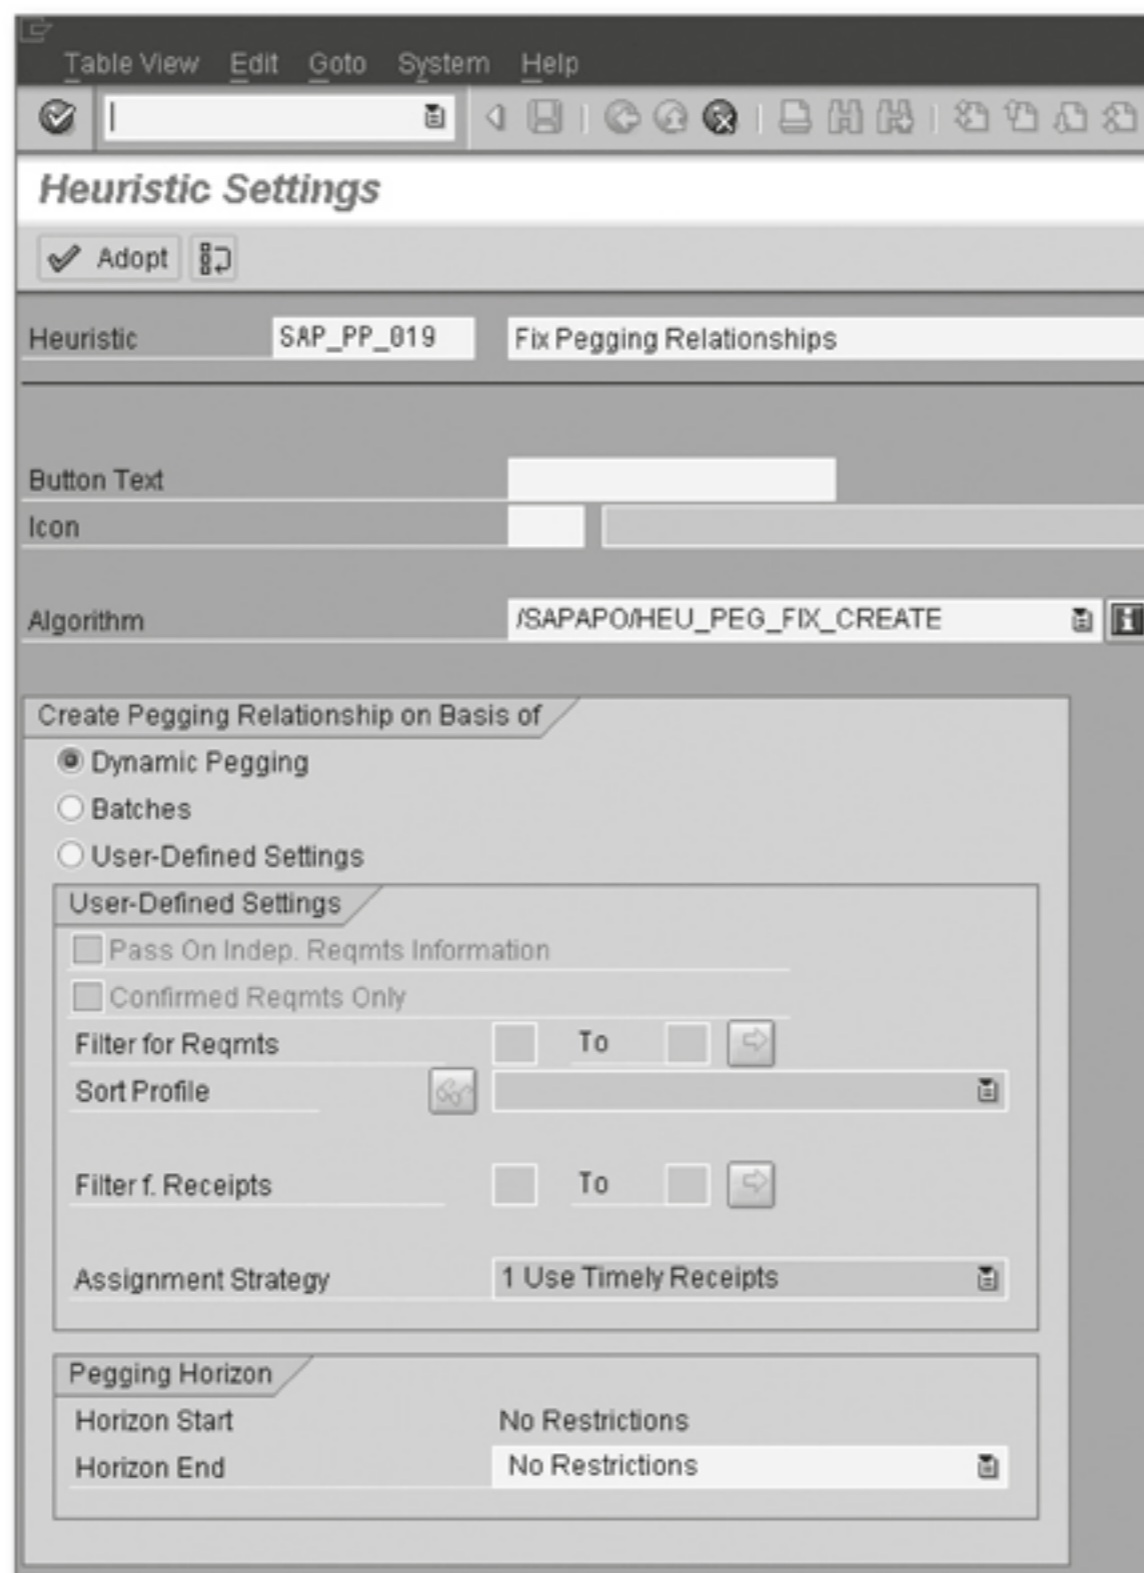 Table View Edit Goto System Help
Heuristic Settings
Adopt
Heuristic SAP_PP_019 Fix Pegging Relationships
Button Text
Icon
Algorithm /SAPAPO/HEU_PEG_FIX_CREATE
Create Pegging Relationship on Basis of
Dynamic Pegging
Batches
User-Defined Settings
User-Defined Settings
Pass On Indep. Reqmts Information
Confirmed Reqmts Only
Filter for Reqmts To
Sort Profile
Filter f. Receipts To
Assignment Strategy 1 Use Timely Receipts
Pegging Horizon
Horizon Start No Restrictions
Horizon End No Restrictions